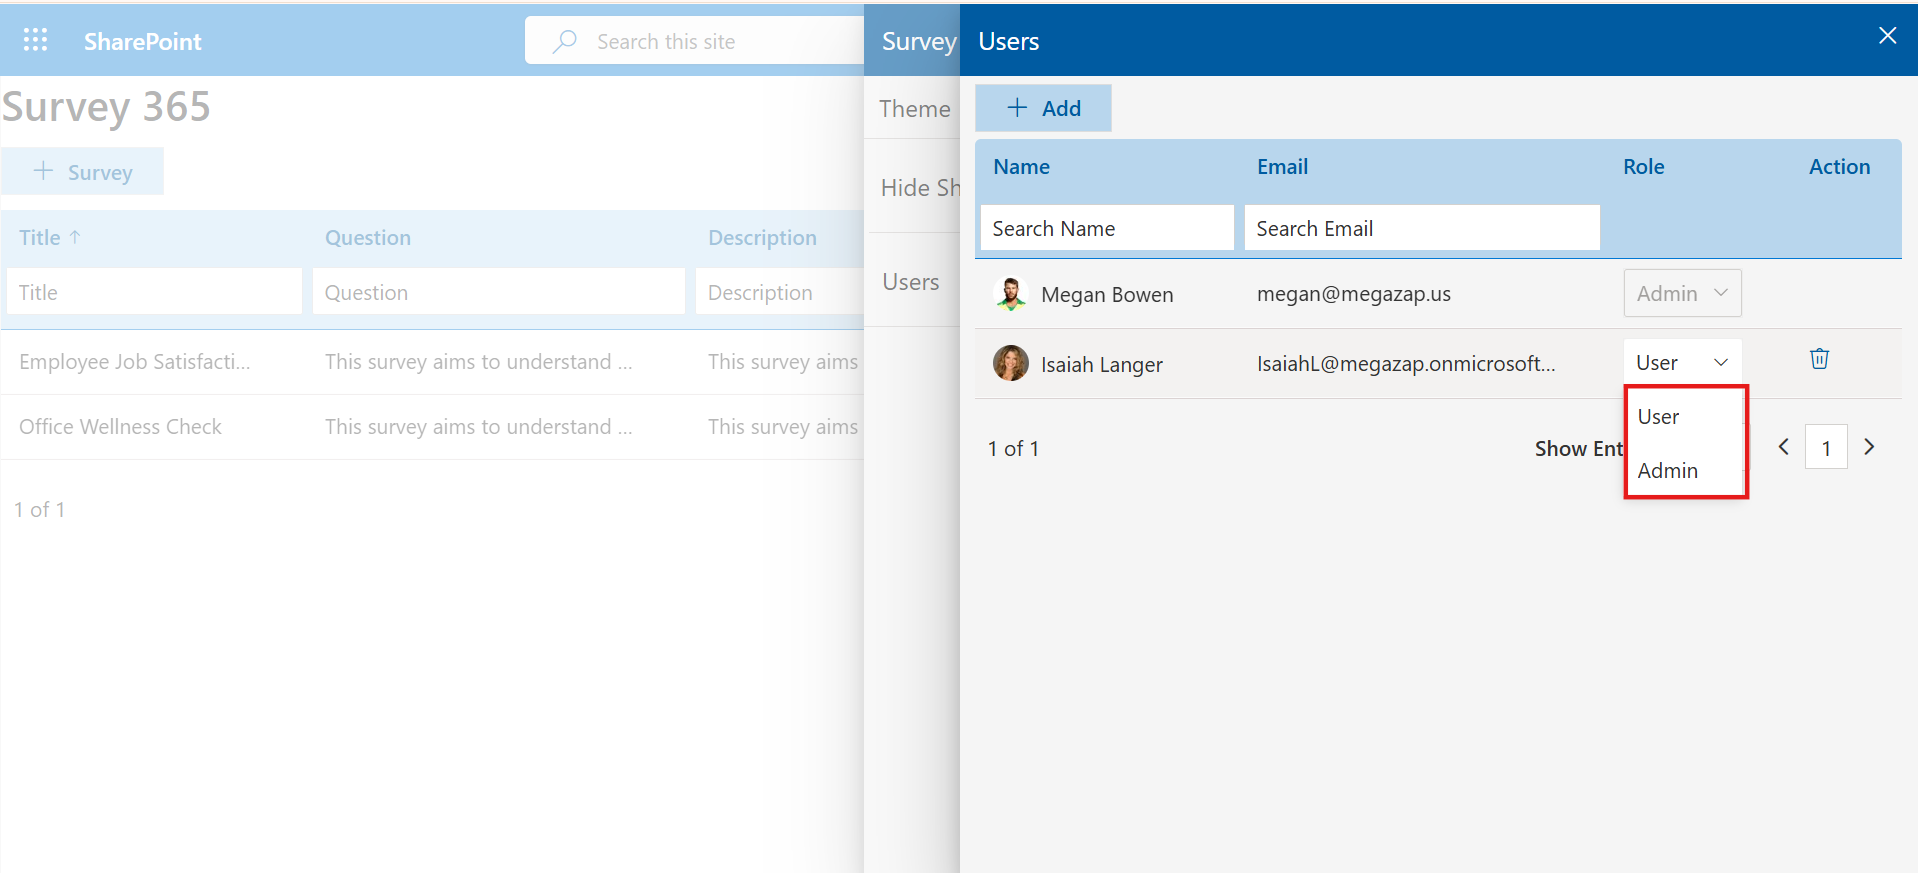 SharePoint
Search this site
Survey 365
Survey
Title
Question
Description
Title
Question
Description
Employee Job Satisfacti...
This survey aims to understand ...
This survey aims
Office Wellness Check
This survey aims to understand ...
This survey aims
1 of 1
Survey
Theme
Hide Sh
Users
Users
Add
Name
Email
Role
Action
Search Name
Search Email
Megan Bowen
megan@megazap.us
Admin
Isaiah Langer
IsaiahL@megazap.onmicrosoft...
User
User
Admin
1 of 1
Show Ent
1